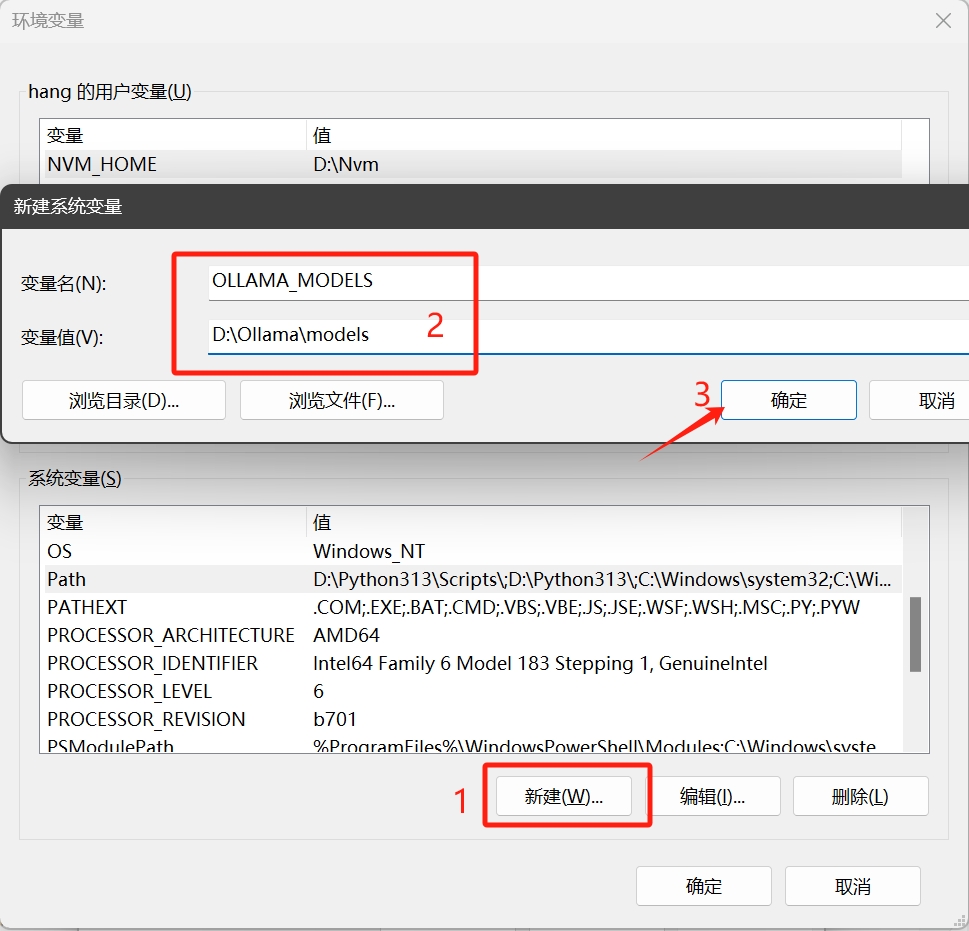 环境变量
hang 的用户变量(U)
变量 值
NVM_HOME D:\Nvm
新建系统变量
变量名(N): OLLAMA_MODELS
变量值(V): D:\Ollama\models
2
浏览目录(D)... 浏览文件(F)... 3 确定 取消
系统变量(S)
变量 值
OS Windows_NT
Path D:\Python313\Scripts\;D:\Python313\;C:\Windows\system32;C:\Wi...
PATHEXT .COM;.EXE;.BAT;.CMD;.VBS;.VBE;.JS;.JSE;.WSF;.WSH;.MSC;.PY;.PYW
PROCESSOR_ARCHITECTURE AMD64
PROCESSOR_IDENTIFIER Intel64 Family 6 Model 183 Stepping 1, GenuineIntel
PROCESSOR_LEVEL 6
PROCESSOR_REVISION b701
PSModulePath %ProgramFiles%\WindowsPowerShell\Modules;C:\Windows\syste
1 新建(W)... 编辑(I)... 删除(L)
确定 取消